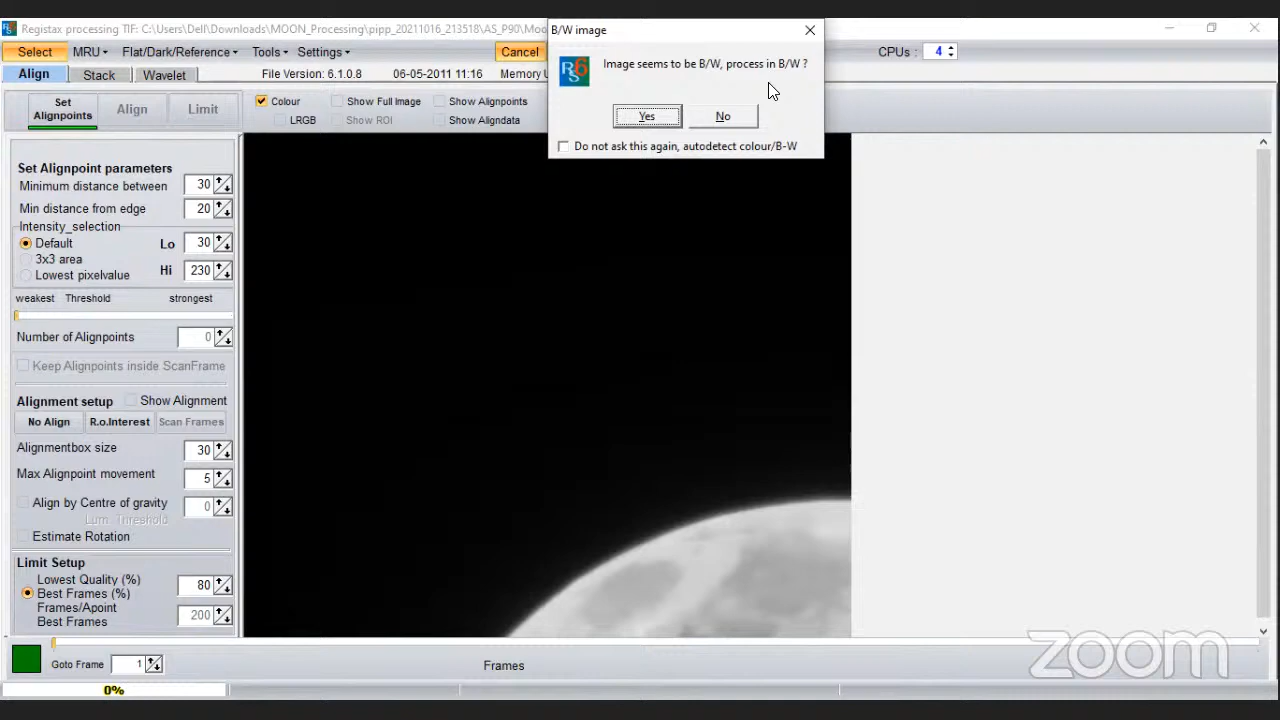 Registax processing TIF: C:\Users\Dell\Downloads\MOON_Processing\pipp_20211016_213518\AS_P90\Moo
B/W image
Select MRU Flat/Dark/Reference Tools Settings Cancel CPUs: 4
RS6 Image seems to be B/W, process in B/W ?
Align Stack Wavelet File Version: 6.1.0.8 06-05-2011 11:16 Memory U
Set Alignpoints Align Limit
Colour Show Full Image Show Alignpoints
LRGB Show ROI Show Aligndata
Yes No
Do not ask this again, autodetect colour/B-W
Set Alignpoint parameters
Minimum distance between 30
Min distance from edge 20
Intensity_selection
Default Lo 30
3x3 area
Lowest pixelvalue Hi 230
weakest Threshold strongest
Number of Alignpoints 0
Keep Alignpoints inside ScanFrame
Alignment setup Show Alignment
No Align R.o.Interest Scan Frames
Alignmentbox size 30
Max Alignpoint movement 5
Align by Centre of gravity 0
Lum. Threshold
Estimate Rotation
Limit Setup
Lowest Quality (%) 80
Best Frames (%)
Frames/Apoint 200
Best Frames
Goto Frame 1 Frames
0%
zoom